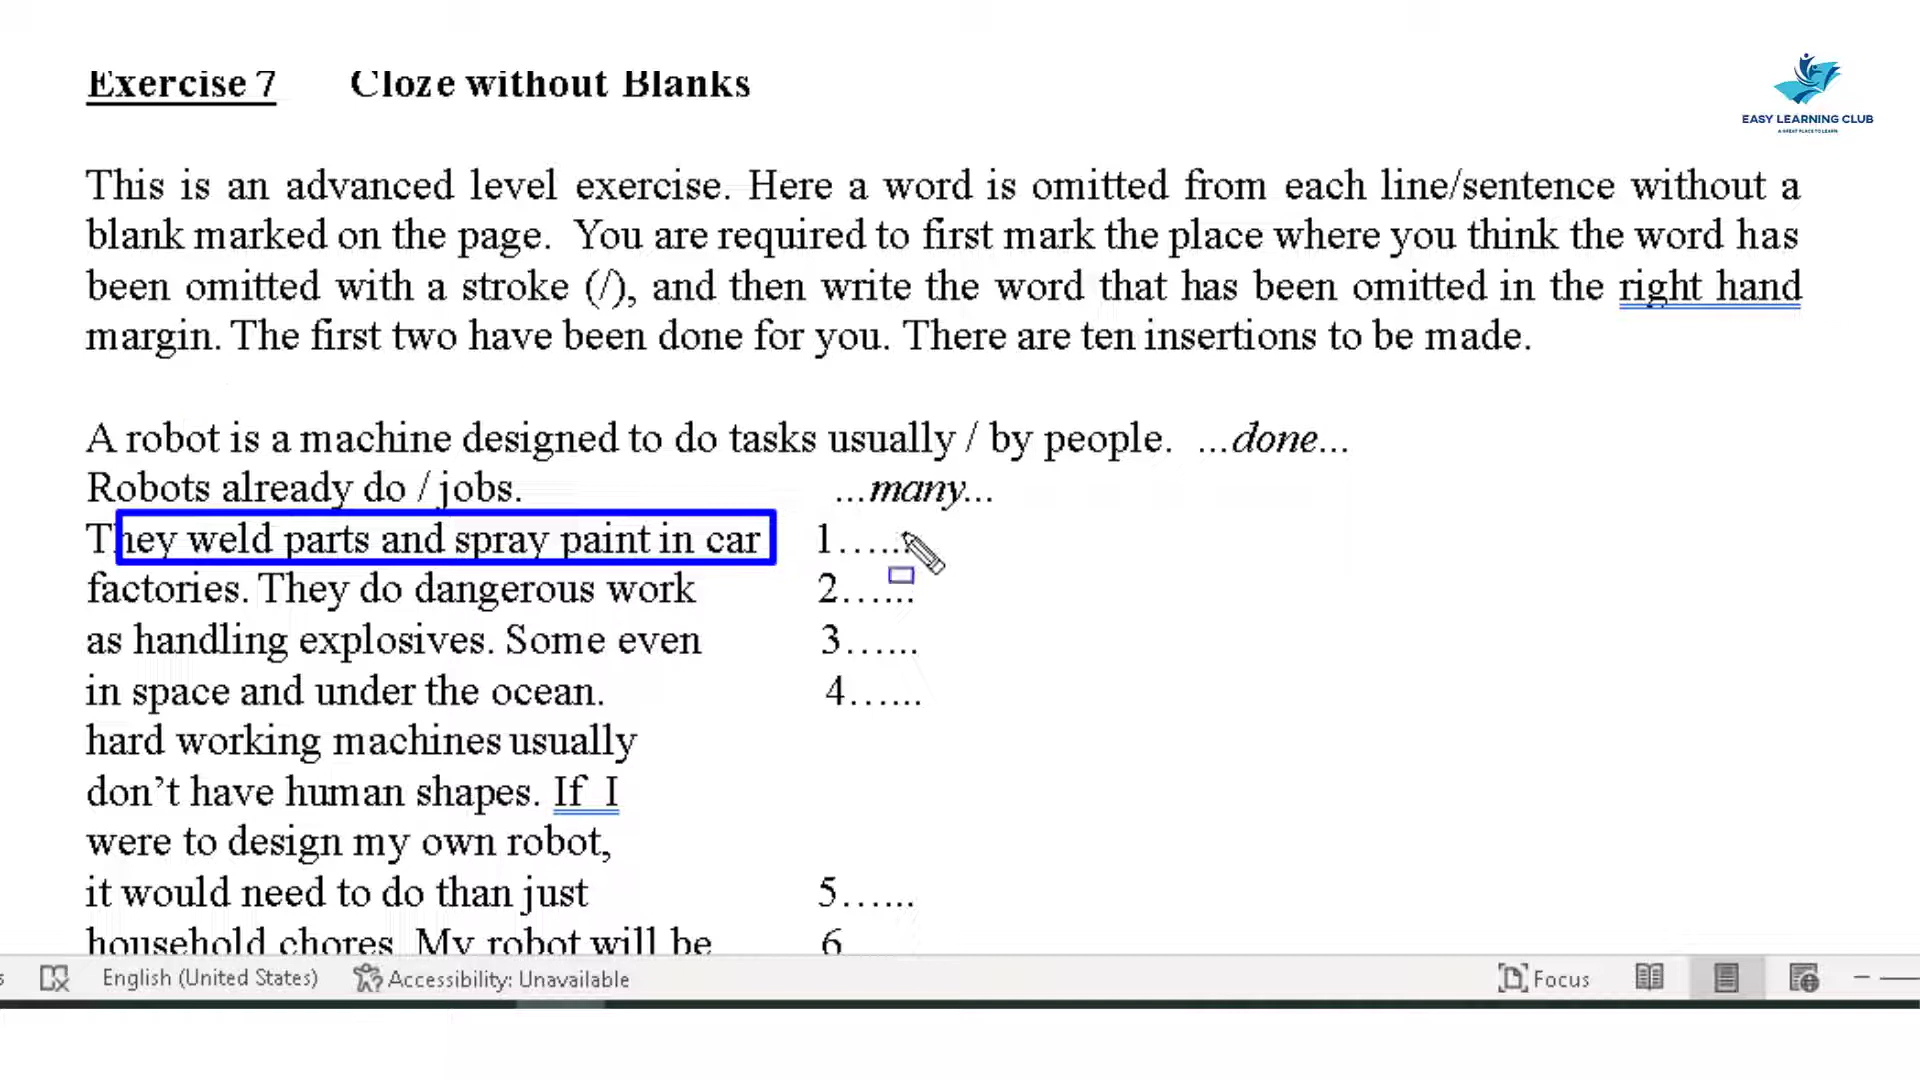 Exercise 7 Cloze without Blanks
EASY LEARNING CLUB
A GREAT PLACE TO LEARN
This is an advanced level exercise. Here a word is omitted from each line/sentence without a
blank marked on the page. You are required to first mark the place where you think the word has
been omitted with a stroke (/), and then write the word that has been omitted in the right hand
margin. The first two have been done for you. There are ten insertions to be made.
A robot is a machine designed to do tasks usually / by people. ...done...
Robots already do / jobs. ...many...
They weld parts and spray paint in car 1……
factories. They do dangerous work 2……
as handling explosives. Some even 3……
in space and under the ocean. 4……
hard working machines usually
don’t have human shapes. If I
were to design my own robot,
it would need to do than just 5……
household chores. My robot will be 6
s English (United States) Accessibility: Unavailable Focus